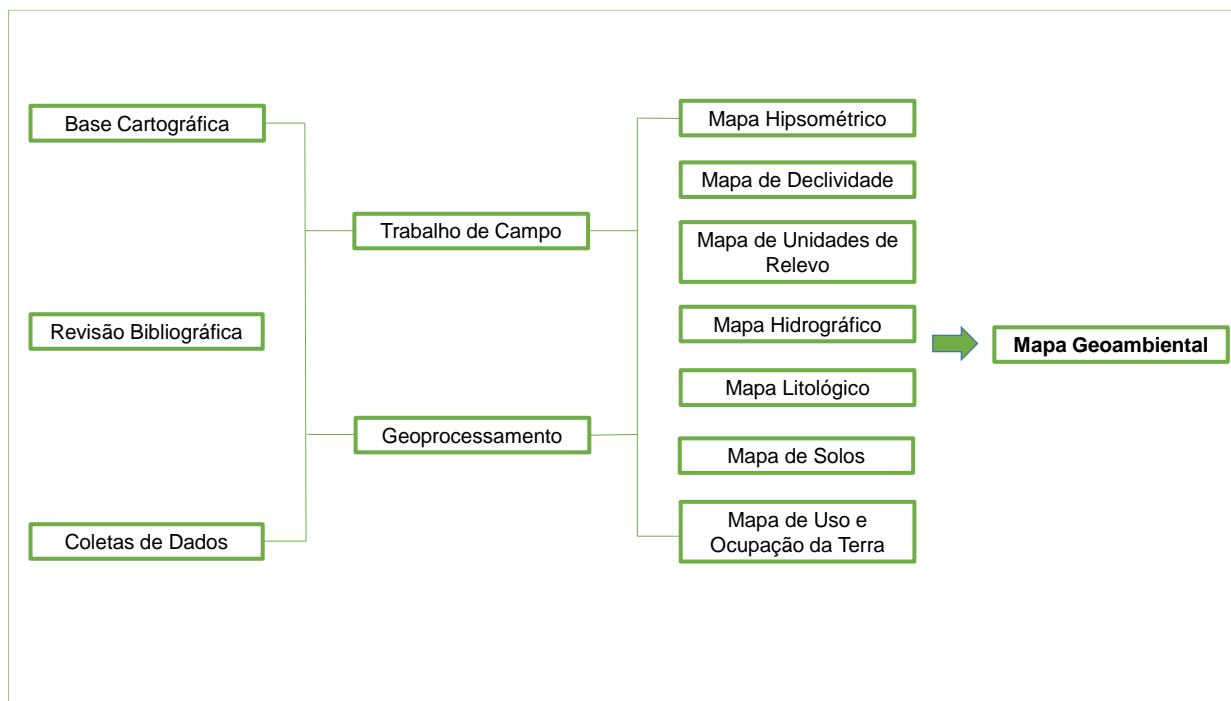 Base Cartográfica
Revisão Bibliográfica
Coletas de Dados
Trabalho de Campo
Geoprocessamento
Mapa Hipsométrico
Mapa de Declividade
Mapa de Unidades de
Relevo
Mapa Hidrográfico
Mapa Litológico
Mapa de Solos
Mapa de Uso e
Ocupação da Terra
Mapa Geoambiental